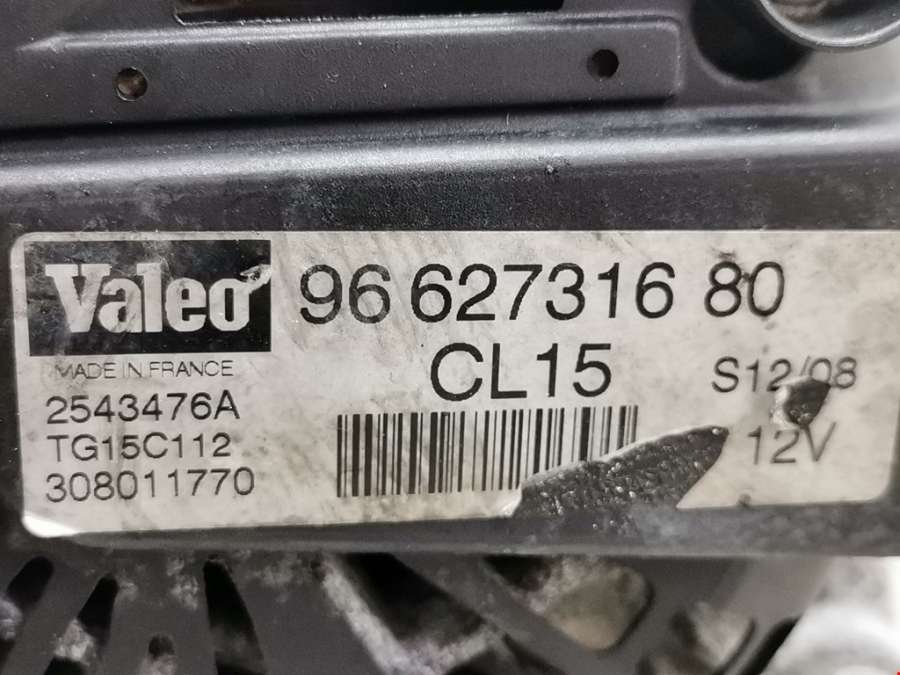 Valeo
96 627316 80
CL15
MADE IN FRANCE
S12/08
2543476A
TG15C112
12V
308011770